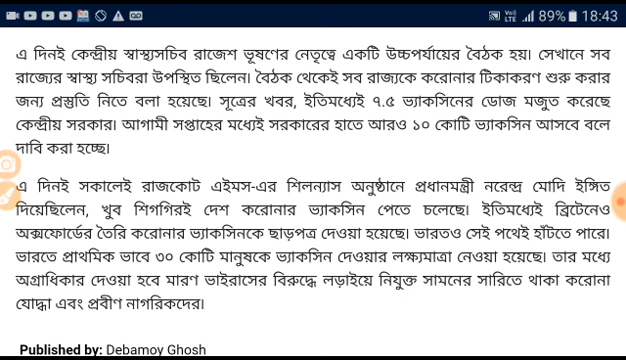 89% 18:43
এ দিনই কেন্দ্রীয় স্বাস্থ্যসচিব রাজেশ ভূষণের নেতৃত্বে একটি উচ্চপর্যায়ের বৈঠক হয়। সেখানে সব
রাজ্যের স্বাস্থ্য সচিবরা উপস্থিত ছিলেন। বৈঠক থেকেই সব রাজ্যকে করোনার টিকাকরণ শুরু করার
জন্য প্রস্তুতি নিতে বলা হয়েছে। সূত্রের খবর, ইতিমধ্যেই ৭.৫ ভ্যাকসিনের ডোজ মজুত করেছে
কেন্দ্রীয় সরকার। আগামী সপ্তাহের মধ্যেই সরকারের হাতে আরও ১০ কোটি ভ্যাকসিন আসবে বলে
দাবি করা হচ্ছে।
এ দিনই সকালেই রাজকোট এইমস-এর শিলন্যাস অনুষ্ঠানে প্রধানমন্ত্রী নরেন্দ্র মোদি ইঙ্গিত
দিয়েছিলেন, খুব শিগগিরই দেশ করোনার ভ্যাকসিন পেতে চলেছে। ইতিমধ্যেই ব্রিটেনেও
অক্সফোর্ডের তৈরি করোনার ভ্যাকসিনকে ছাড়পত্র দেওয়া হয়েছে। ভারতও সেই পথেই হাঁটতে পারে।
ভারতে প্রাথমিক ভাবে ৩০ কোটি মানুষকে ভ্যাকসিন দেওয়ার লক্ষ্যমাত্রা নেওয়া হয়েছে। তার মধ্যে
অগ্রাধিকার দেওয়া হবে মারণ ভাইরাসের বিরুদ্ধে লড়াইয়ে নিযুক্ত সামনের সারিতে থাকা করোনা
যোদ্ধা এবং প্রবীণ নাগরিকদের।
Published by: Debamoy Ghosh